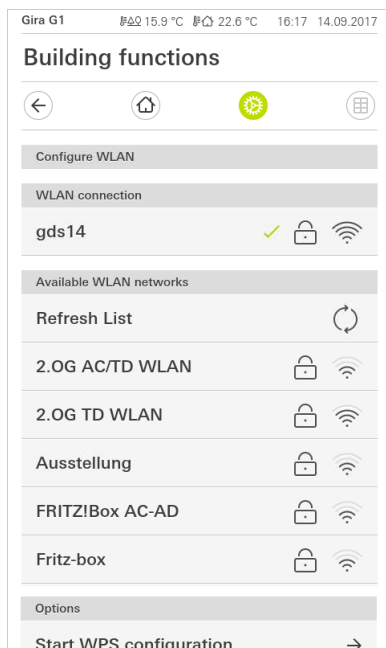 Gira G1 15.9 °C 22.6 °C 16:17 14.09.2017
Building functions
Configure WLAN
WLAN connection
gds14
Available WLAN networks
Refresh List
2.OG AC/TD WLAN
2.OG TD WLAN
Ausstellung
FRITZ!Box AC-AD
Fritz-box
Options
Start WPS configuration